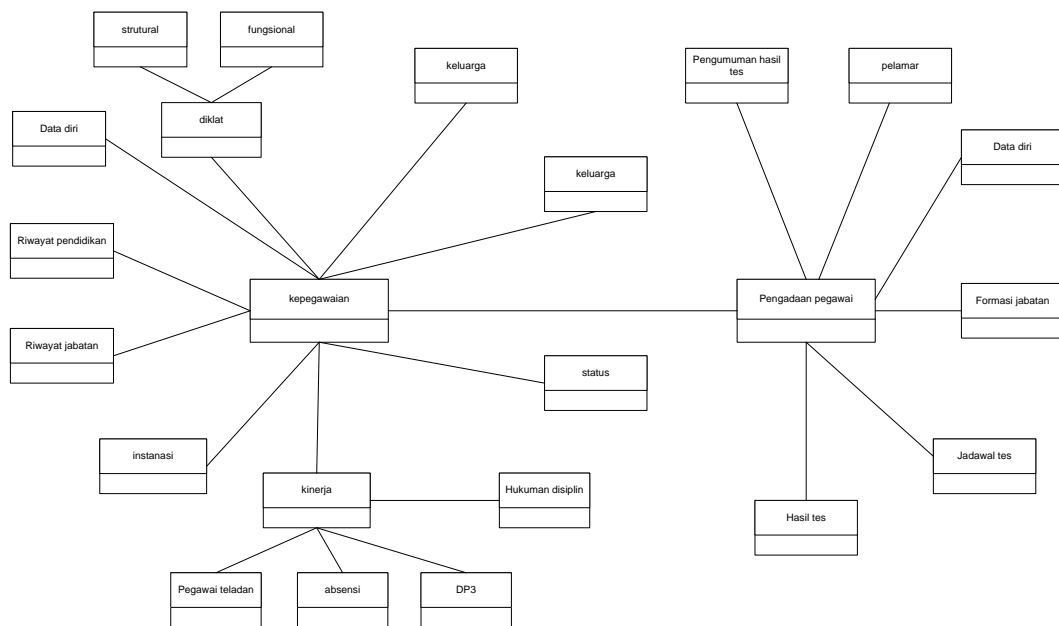 strutural
fungsional
keluarga
Pengumuman hasil
tes
pelamar
Data diri
diklat
Data diri
keluarga
Riwayat pendidikan
kepegawaian
Pengadaan pegawai
Formasi jabatan
Riwayat jabatan
status
instanasi
Jadawal tes
kinerja
Hukuman disiplin
Hasil tes
Pegawai teladan
absensi
DP3